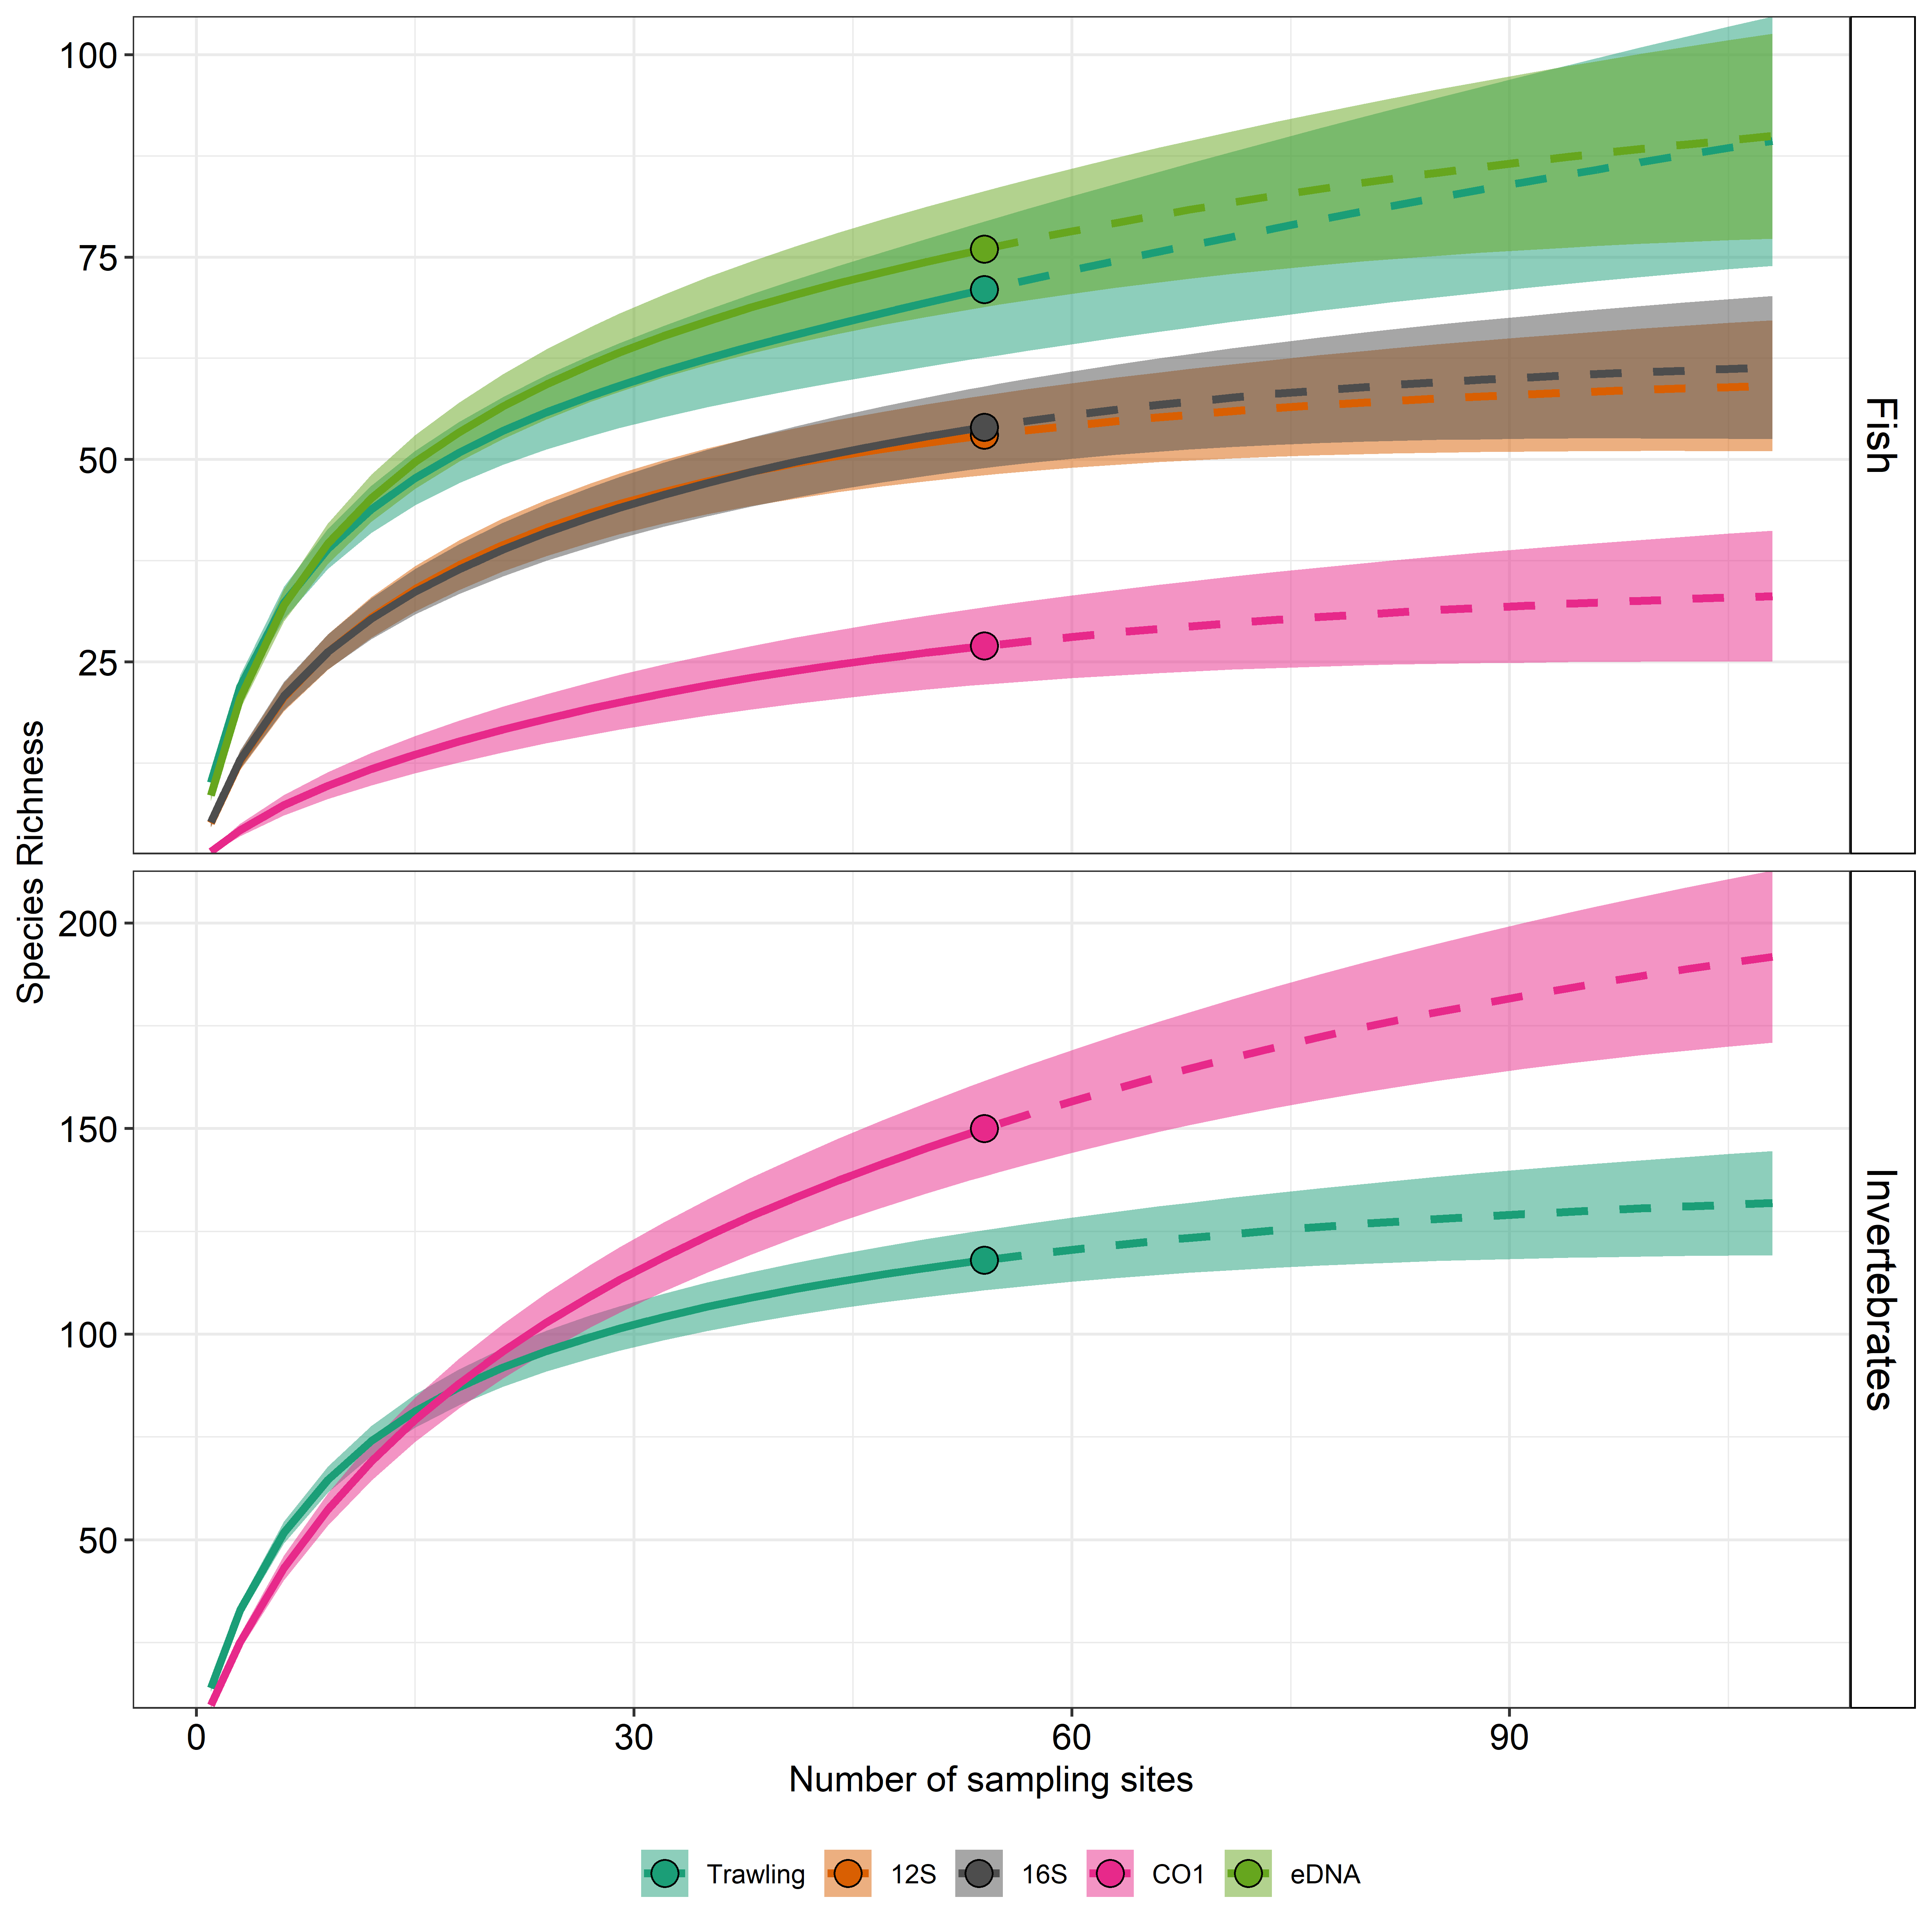 Species Richness
100
75
50
25
Fish
200
150
100
50
Invertebrates
0 30 60 90
Number of sampling sites
Trawling 12S 16S CO1 eDNA